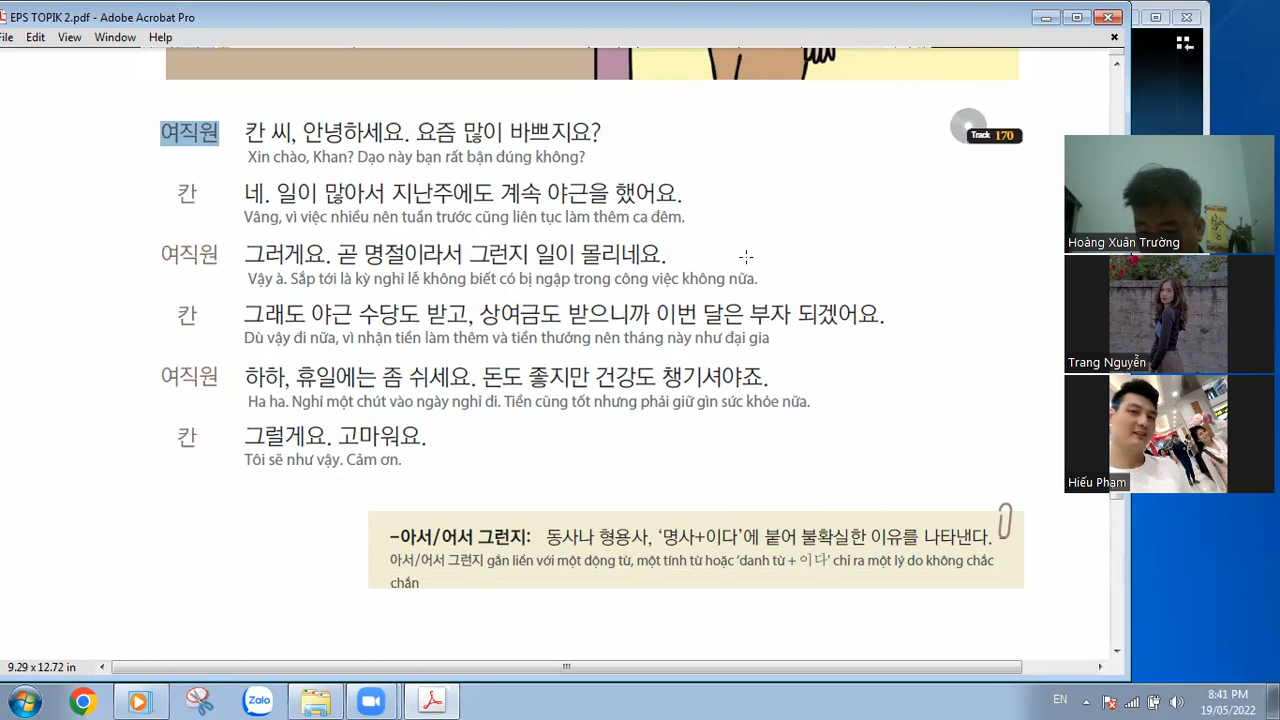 EPS TOPIK 2.pdf - Adobe Acrobat Pro
File Edit View Window Help
여직원 칸 씨, 안녕하세요. 요즘 많이 바쁘지요?
Track 170
Xin chào, Khan? Dạo này bạn rất bận đúng không?
칸 네. 일이 많아서 지난주에도 계속 야근을 했어요.
Vâng, vì việc nhiều nên tuần trước cũng liên tục làm thêm ca đêm.
여직원 그러게요. 곧 명절이라서 그런지 일이 몰리네요.
Vậy à. Sắp tới là kỳ nghỉ lễ không biết có bị ngập trong công việc không nữa.
칸 그래도 야근 수당도 받고, 상여금도 받으니까 이번 달은 부자 되겠어요.
Dù vậy đi nữa, vì nhận tiền làm thêm và tiền thưởng nên tháng này như đại gia
여직원 하하, 휴일에는 좀 쉬세요. 돈도 좋지만 건강도 챙기셔야죠.
Ha ha. Nghỉ một chút vào ngày nghỉ đi. Tiền cũng tốt nhưng phải giữ gìn sức khỏe nữa.
칸 그럴게요. 고마워요.
Tôi sẽ như vậy. Cảm ơn.
-아서/어서 그런지: 동사나 형용사, ‘명사+이다’에 붙어 불확실한 이유를 나타낸다.
아서/어서 그런지 gắn liền với một động từ, một tính từ hoặc ‘danh từ + 이다’ chỉ ra một lý do không chắc
chắn
Hoàng Xuân Trường
Trang Nguyễn
Hiếu Phạm
9.29 x 12.72 in
Zalo
EN
8:41 PM
19/05/2022